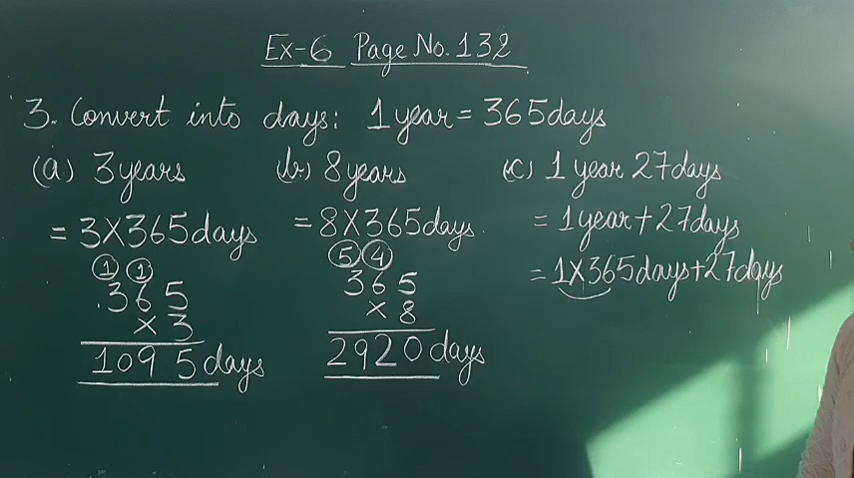 Ex-6 Page No. 132
3. Convert into days: 1 year = 365 days
(a) 3 years
= 3 X 365 days
1 1
365
× 3
1095 days
(b) 8 years
= 8 X 365 days
5 4
365
× 8
2920 days
(c) 1 year 27 days
= 1 year + 27 days
= 1 X 365 days + 27 days